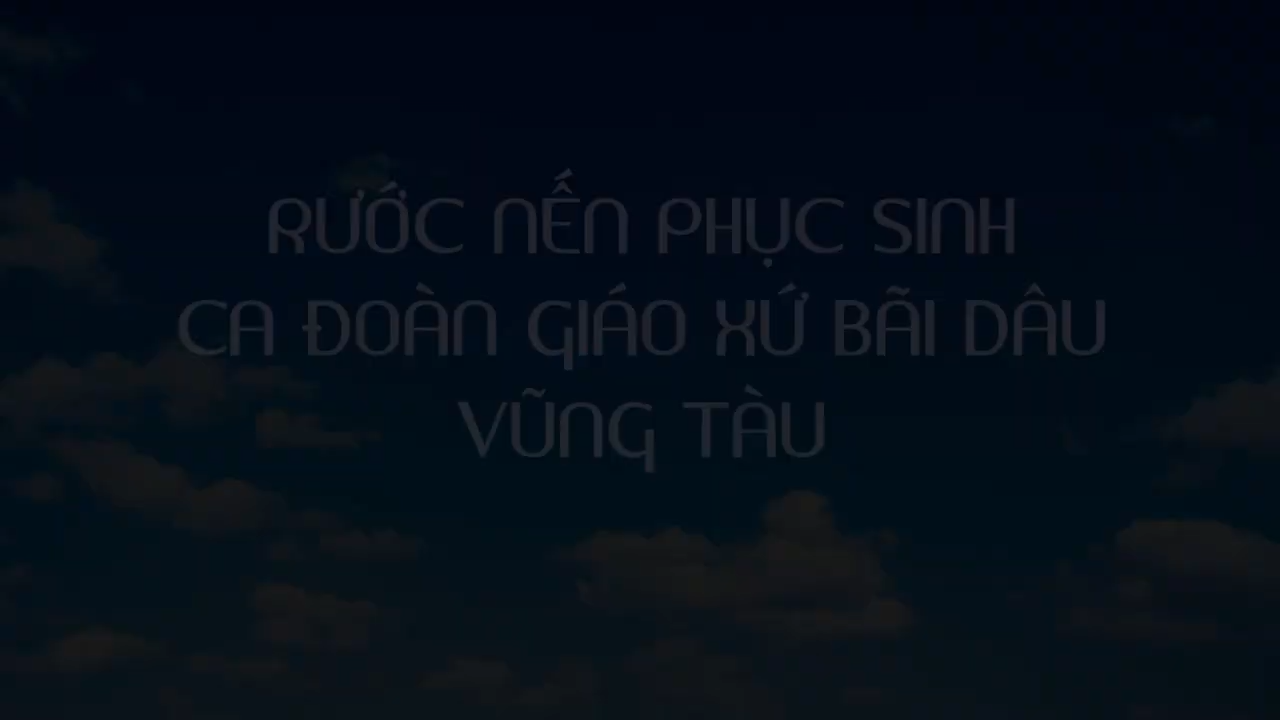 RƯỚC NẾN PHỤC SINH
CA ĐOÀN GIÁO XỨ BÃI DÂU
VŨNG TÀU